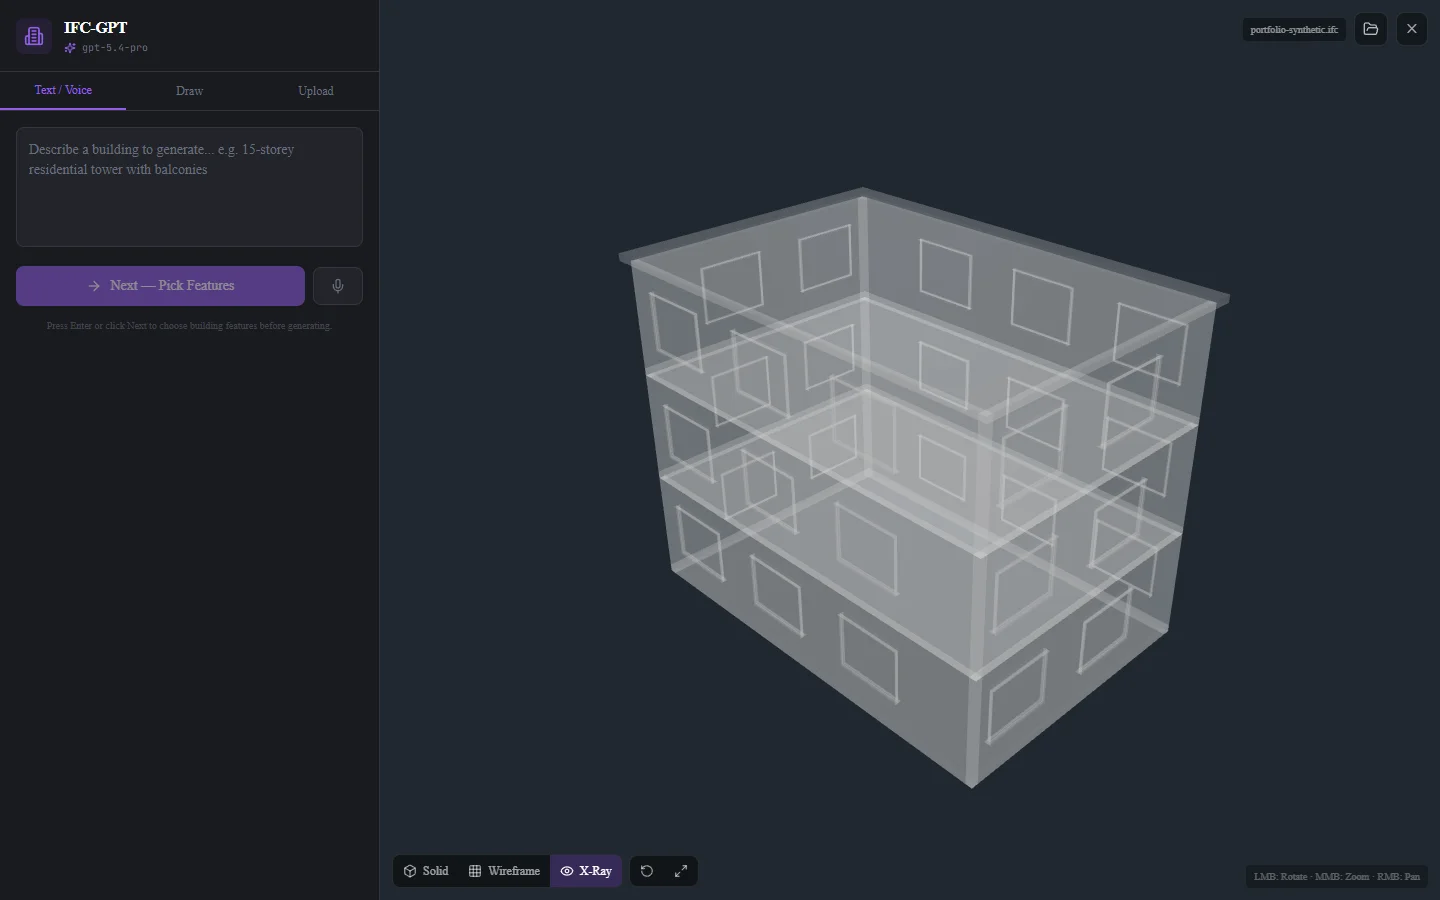 IFC-GPT
gpt-5.4-pro
Text / Voice
Draw
Upload
Describe a building to generate... e.g. 15-storey
residential tower with balconies
Next — Pick Features
Press Enter or click Next to choose building features before generating.
portfolio-synthetic.ifc
Solid
Wireframe
X-Ray
LMB: Rotate · MMB: Zoom · RMB: Pan